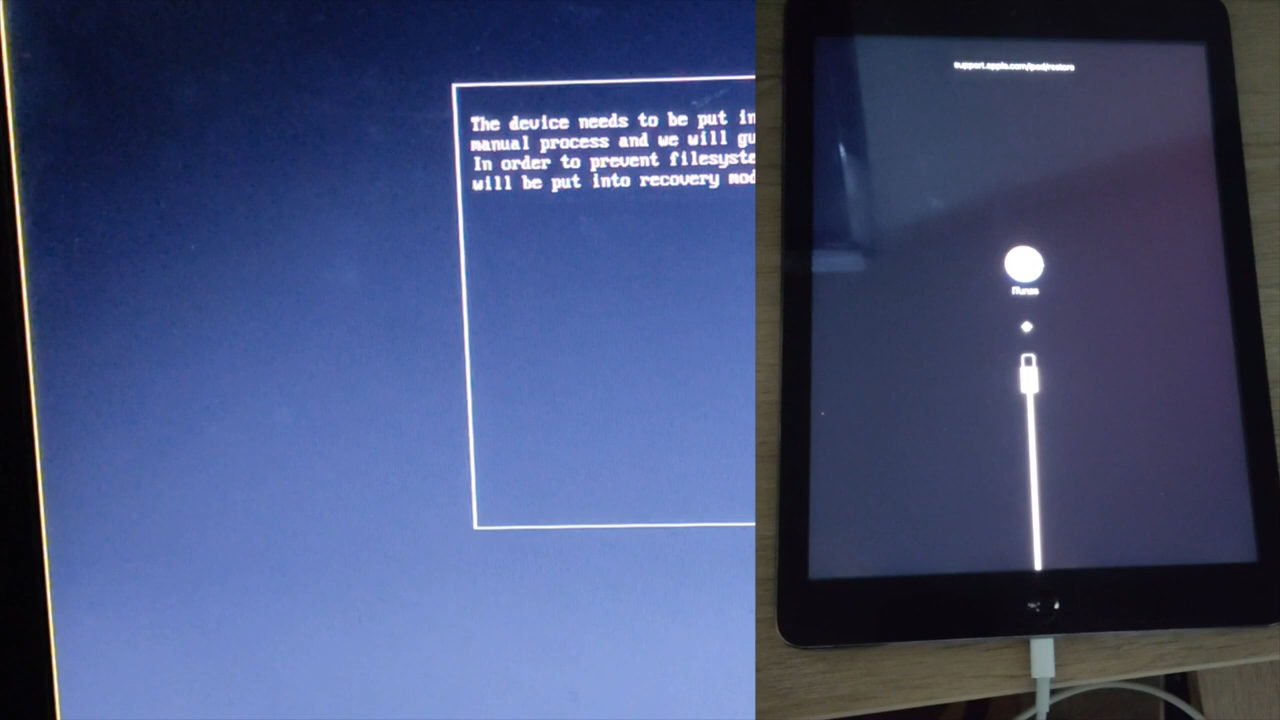 The device needs to be put in
manual process and we will gu
In order to prevent filesyste
will be put into recovery mod
support.apple.com/ipad/restore
iTunes